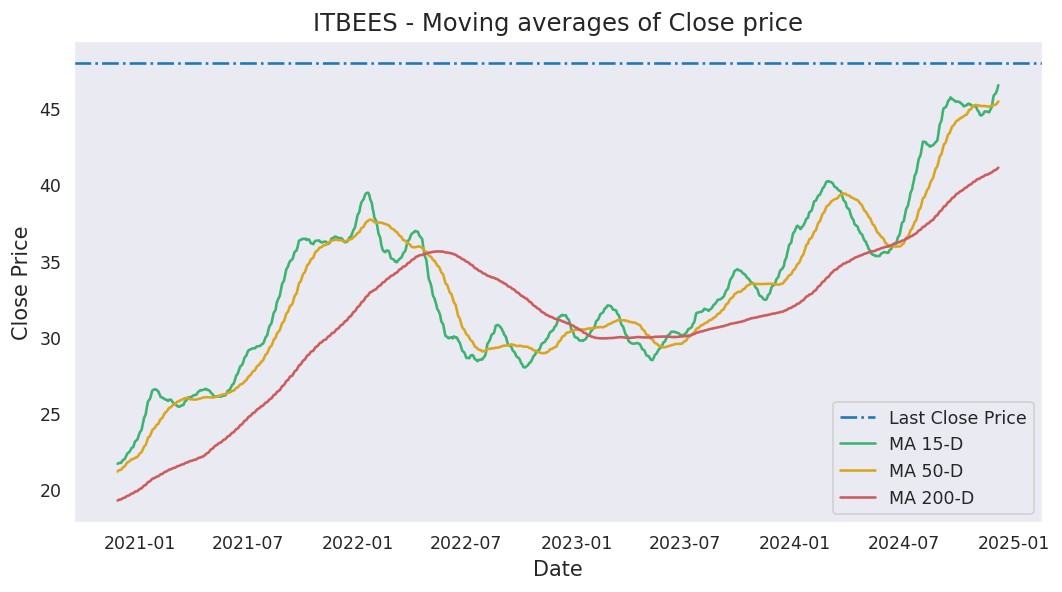 ITBEES - Moving averages of Close price
Close Price
45
40
35
30
25
20
Last Close Price
MA 15-D
MA 50-D
MA 200-D
2021-01 2021-07 2022-01 2022-07 2023-01 2023-07 2024-01 2024-07 2025-01
Date